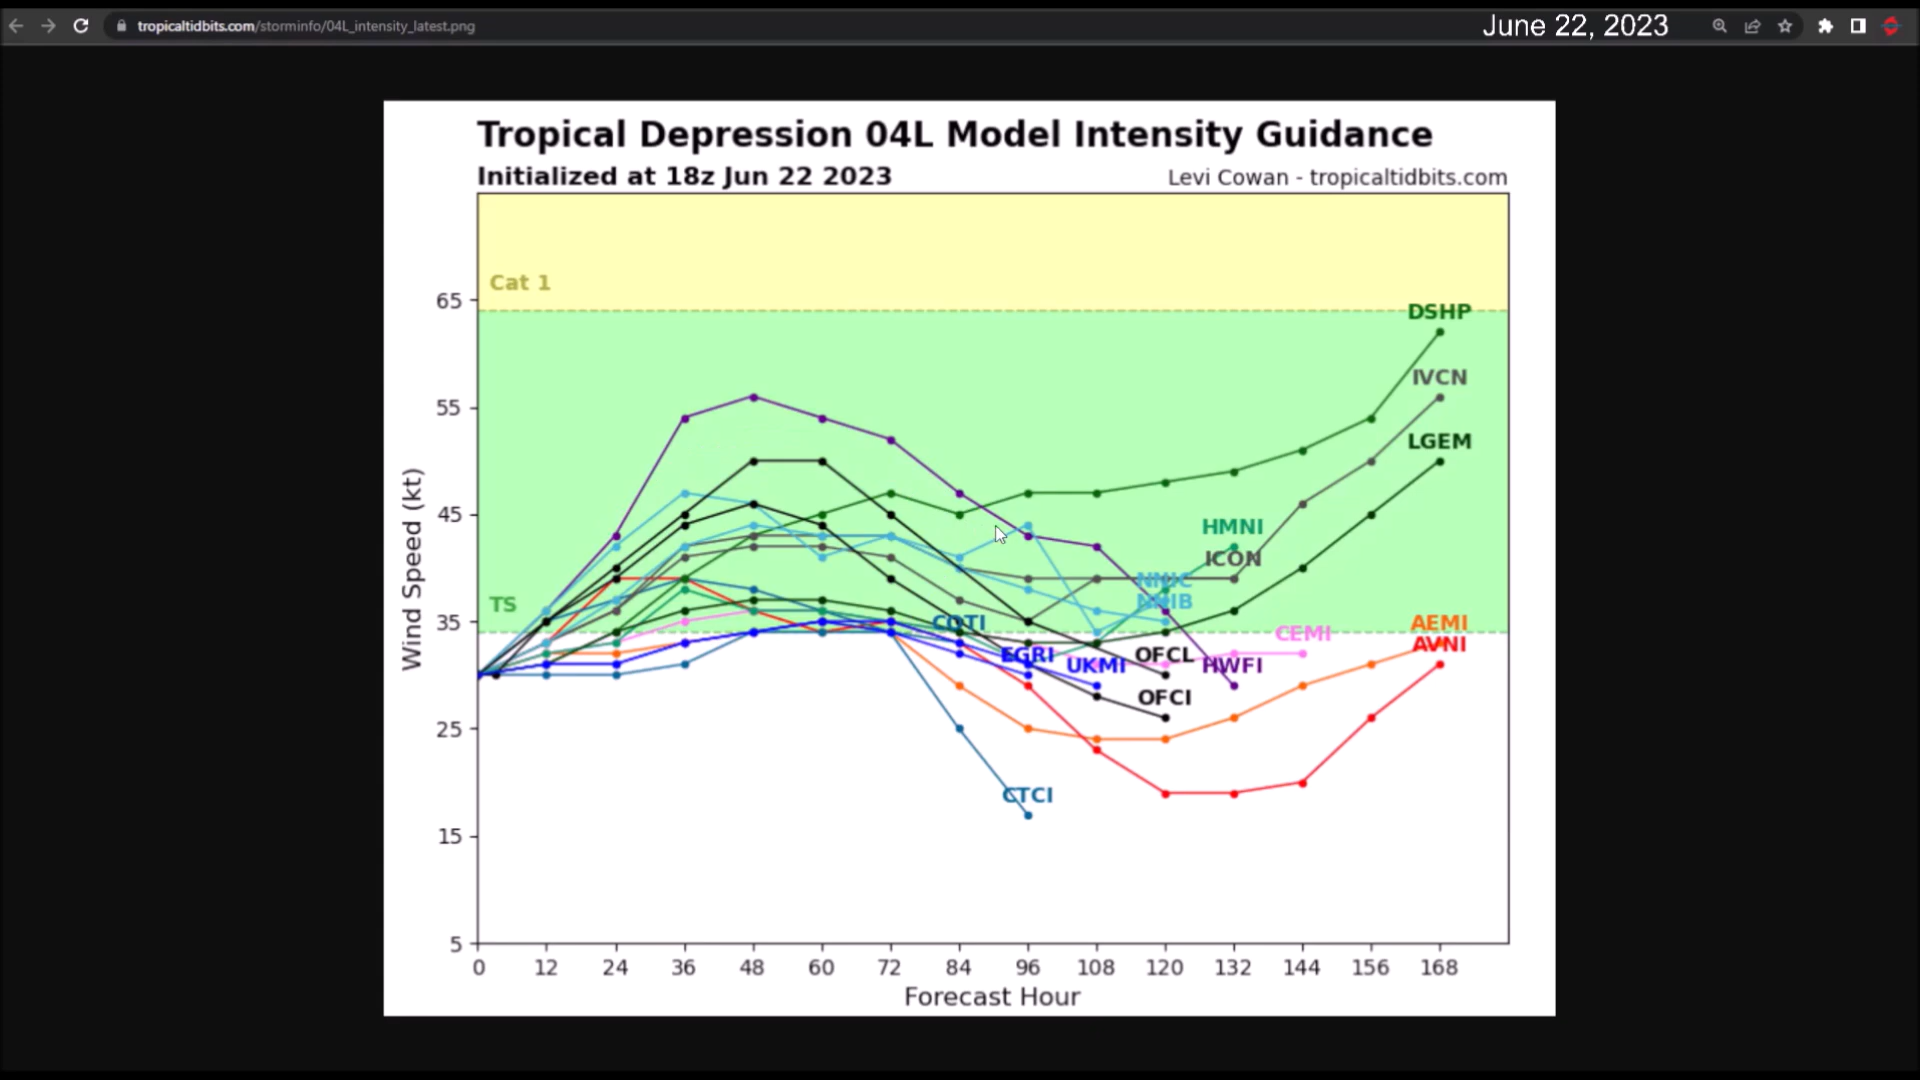 tropicaltidbits.com/storminfo/04L_intensity_latest.png
June 22, 2023
Tropical Depression 04L Model Intensity Guidance
Initialized at 18z Jun 22 2023
Levi Cowan - tropicaltidbits.com
Cat 1
65
DSHP
IVCN
55
LGEM
45
HMNI
ICON
NNIC
NNIB
TS
35
COTI
CEMI
AEMI
AVNI
EGRI
UKMI
OFCL
HWFI
OFCI
25
CTCI
15
5
Wind Speed (kt)
0 12 24 36 48 60 72 84 96 108 120 132 144 156 168
Forecast Hour